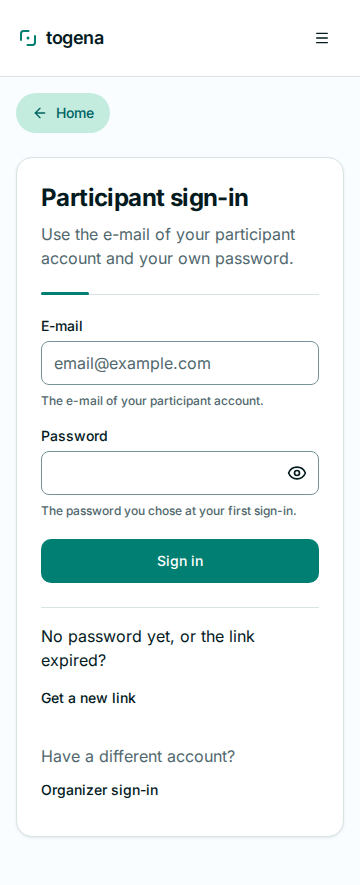 togena
Home
Participant sign-in
Use the e-mail of your participant
account and your own password.
E-mail
email@example.com
The e-mail of your participant account.
Password
The password you chose at your first sign-in.
Sign in
No password yet, or the link
expired?
Get a new link
Have a different account?
Organizer sign-in